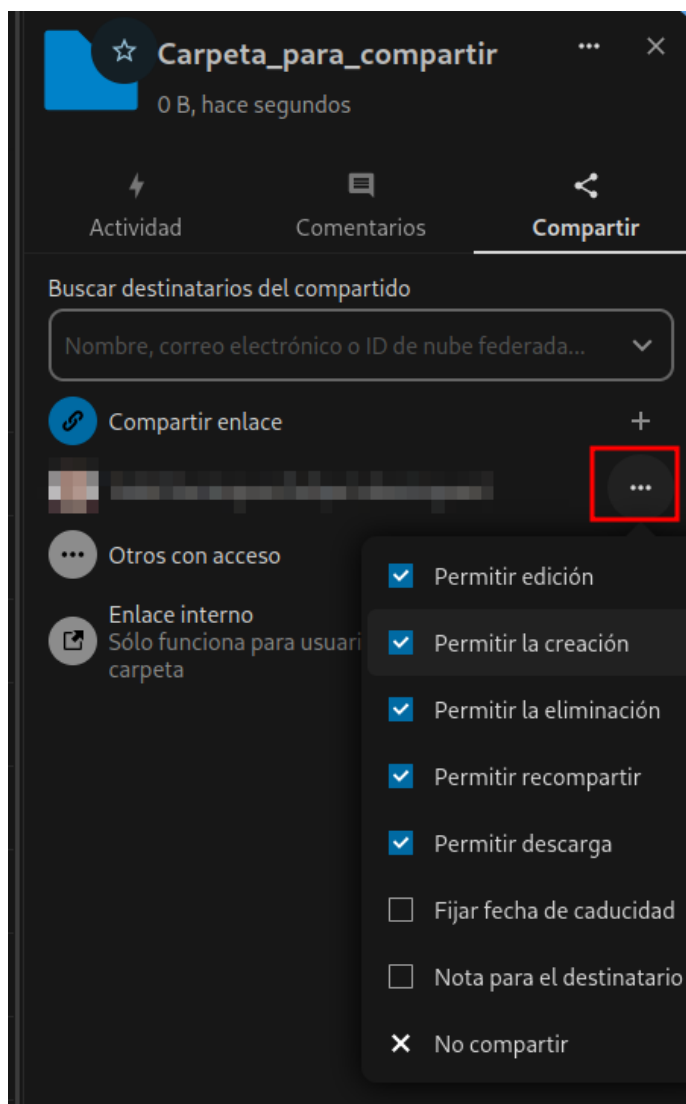 Carpeta_para_compartir
0 B, hace segundos
Actividad
Comentarios
Compartir
Buscar destinatarios del compartido
Nombre, correo electrónico o ID de nube federada...
Compartir enlace
Otros con acceso
Enlace interno
Sólo funciona para usuari
carpeta
Permitir edición
Permitir la creación
Permitir la eliminación
Permitir recompartir
Permitir descarga
Fijar fecha de caducidad
Nota para el destinatario
No compartir